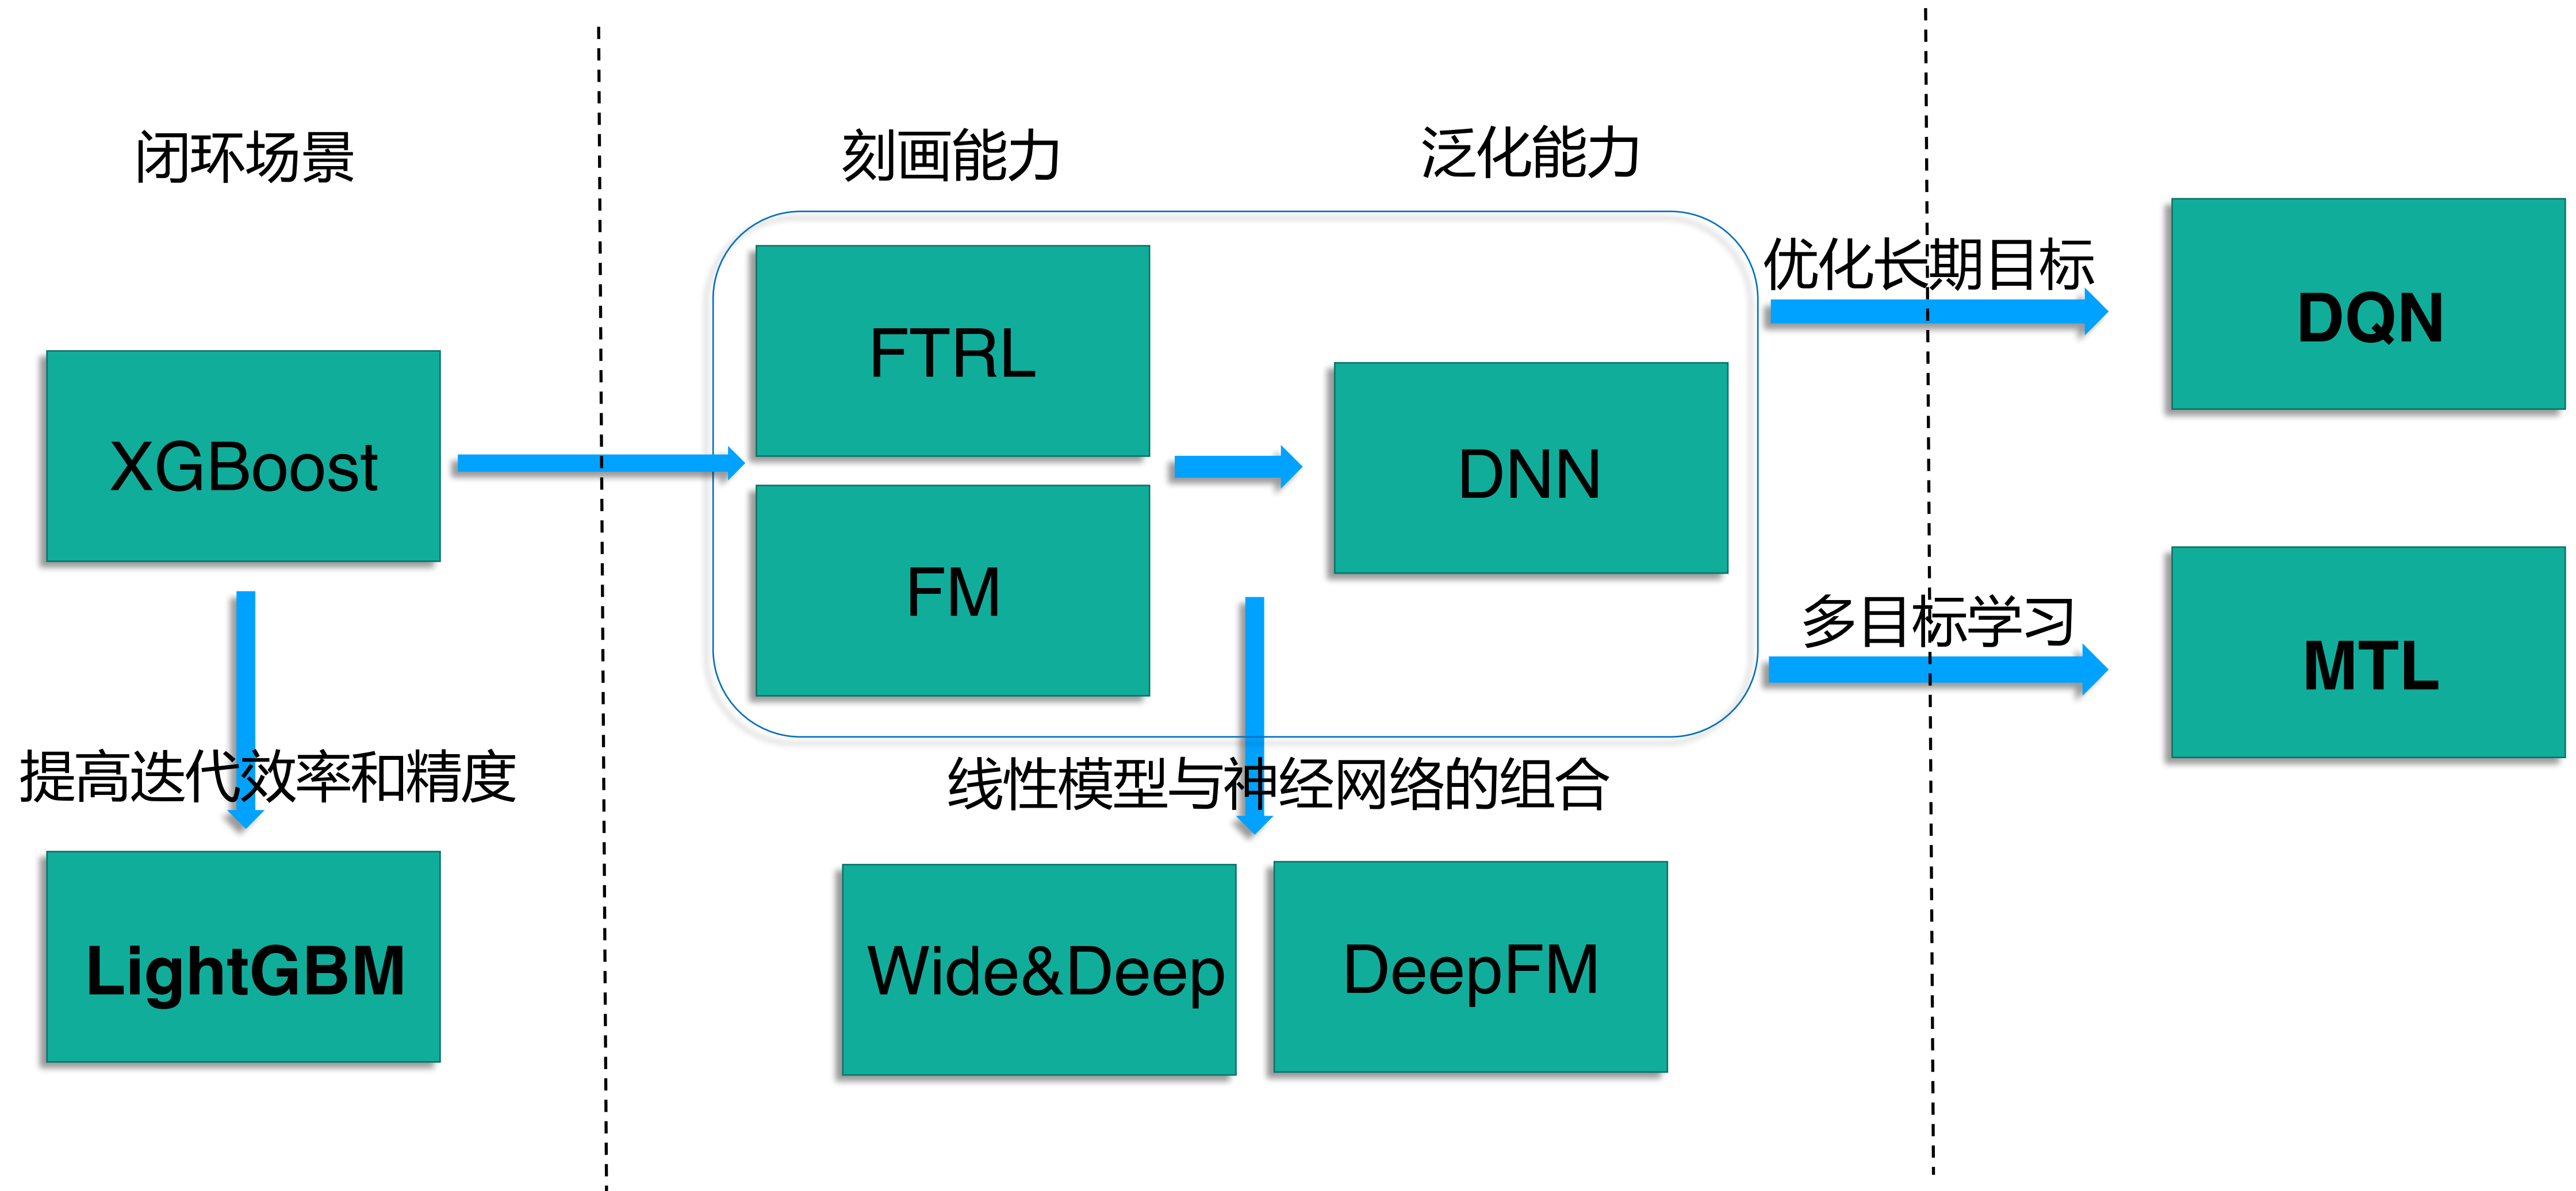 闭环场景
刻画能力
泛化能力
XGBoost
FTRL
FM
DNN
优化长期目标
DQN
多目标学习
MTL
提高迭代效率和精度
LightGBM
线性模型与神经网络的组合
Wide&Deep
DeepFM